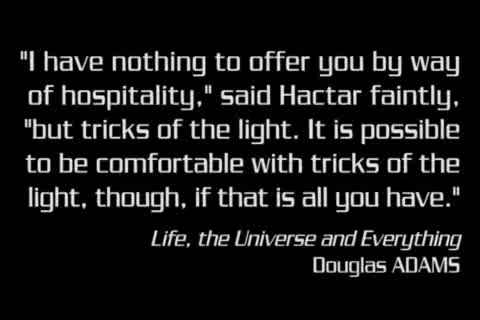 "I have nothing to offer you by way
of hospitality," said Hactar faintly,
"but tricks of the light. It is possible
to be comfortable with tricks of the
light, though, if that is all you have."
Life, the Universe and Everything
Douglas ADAMS